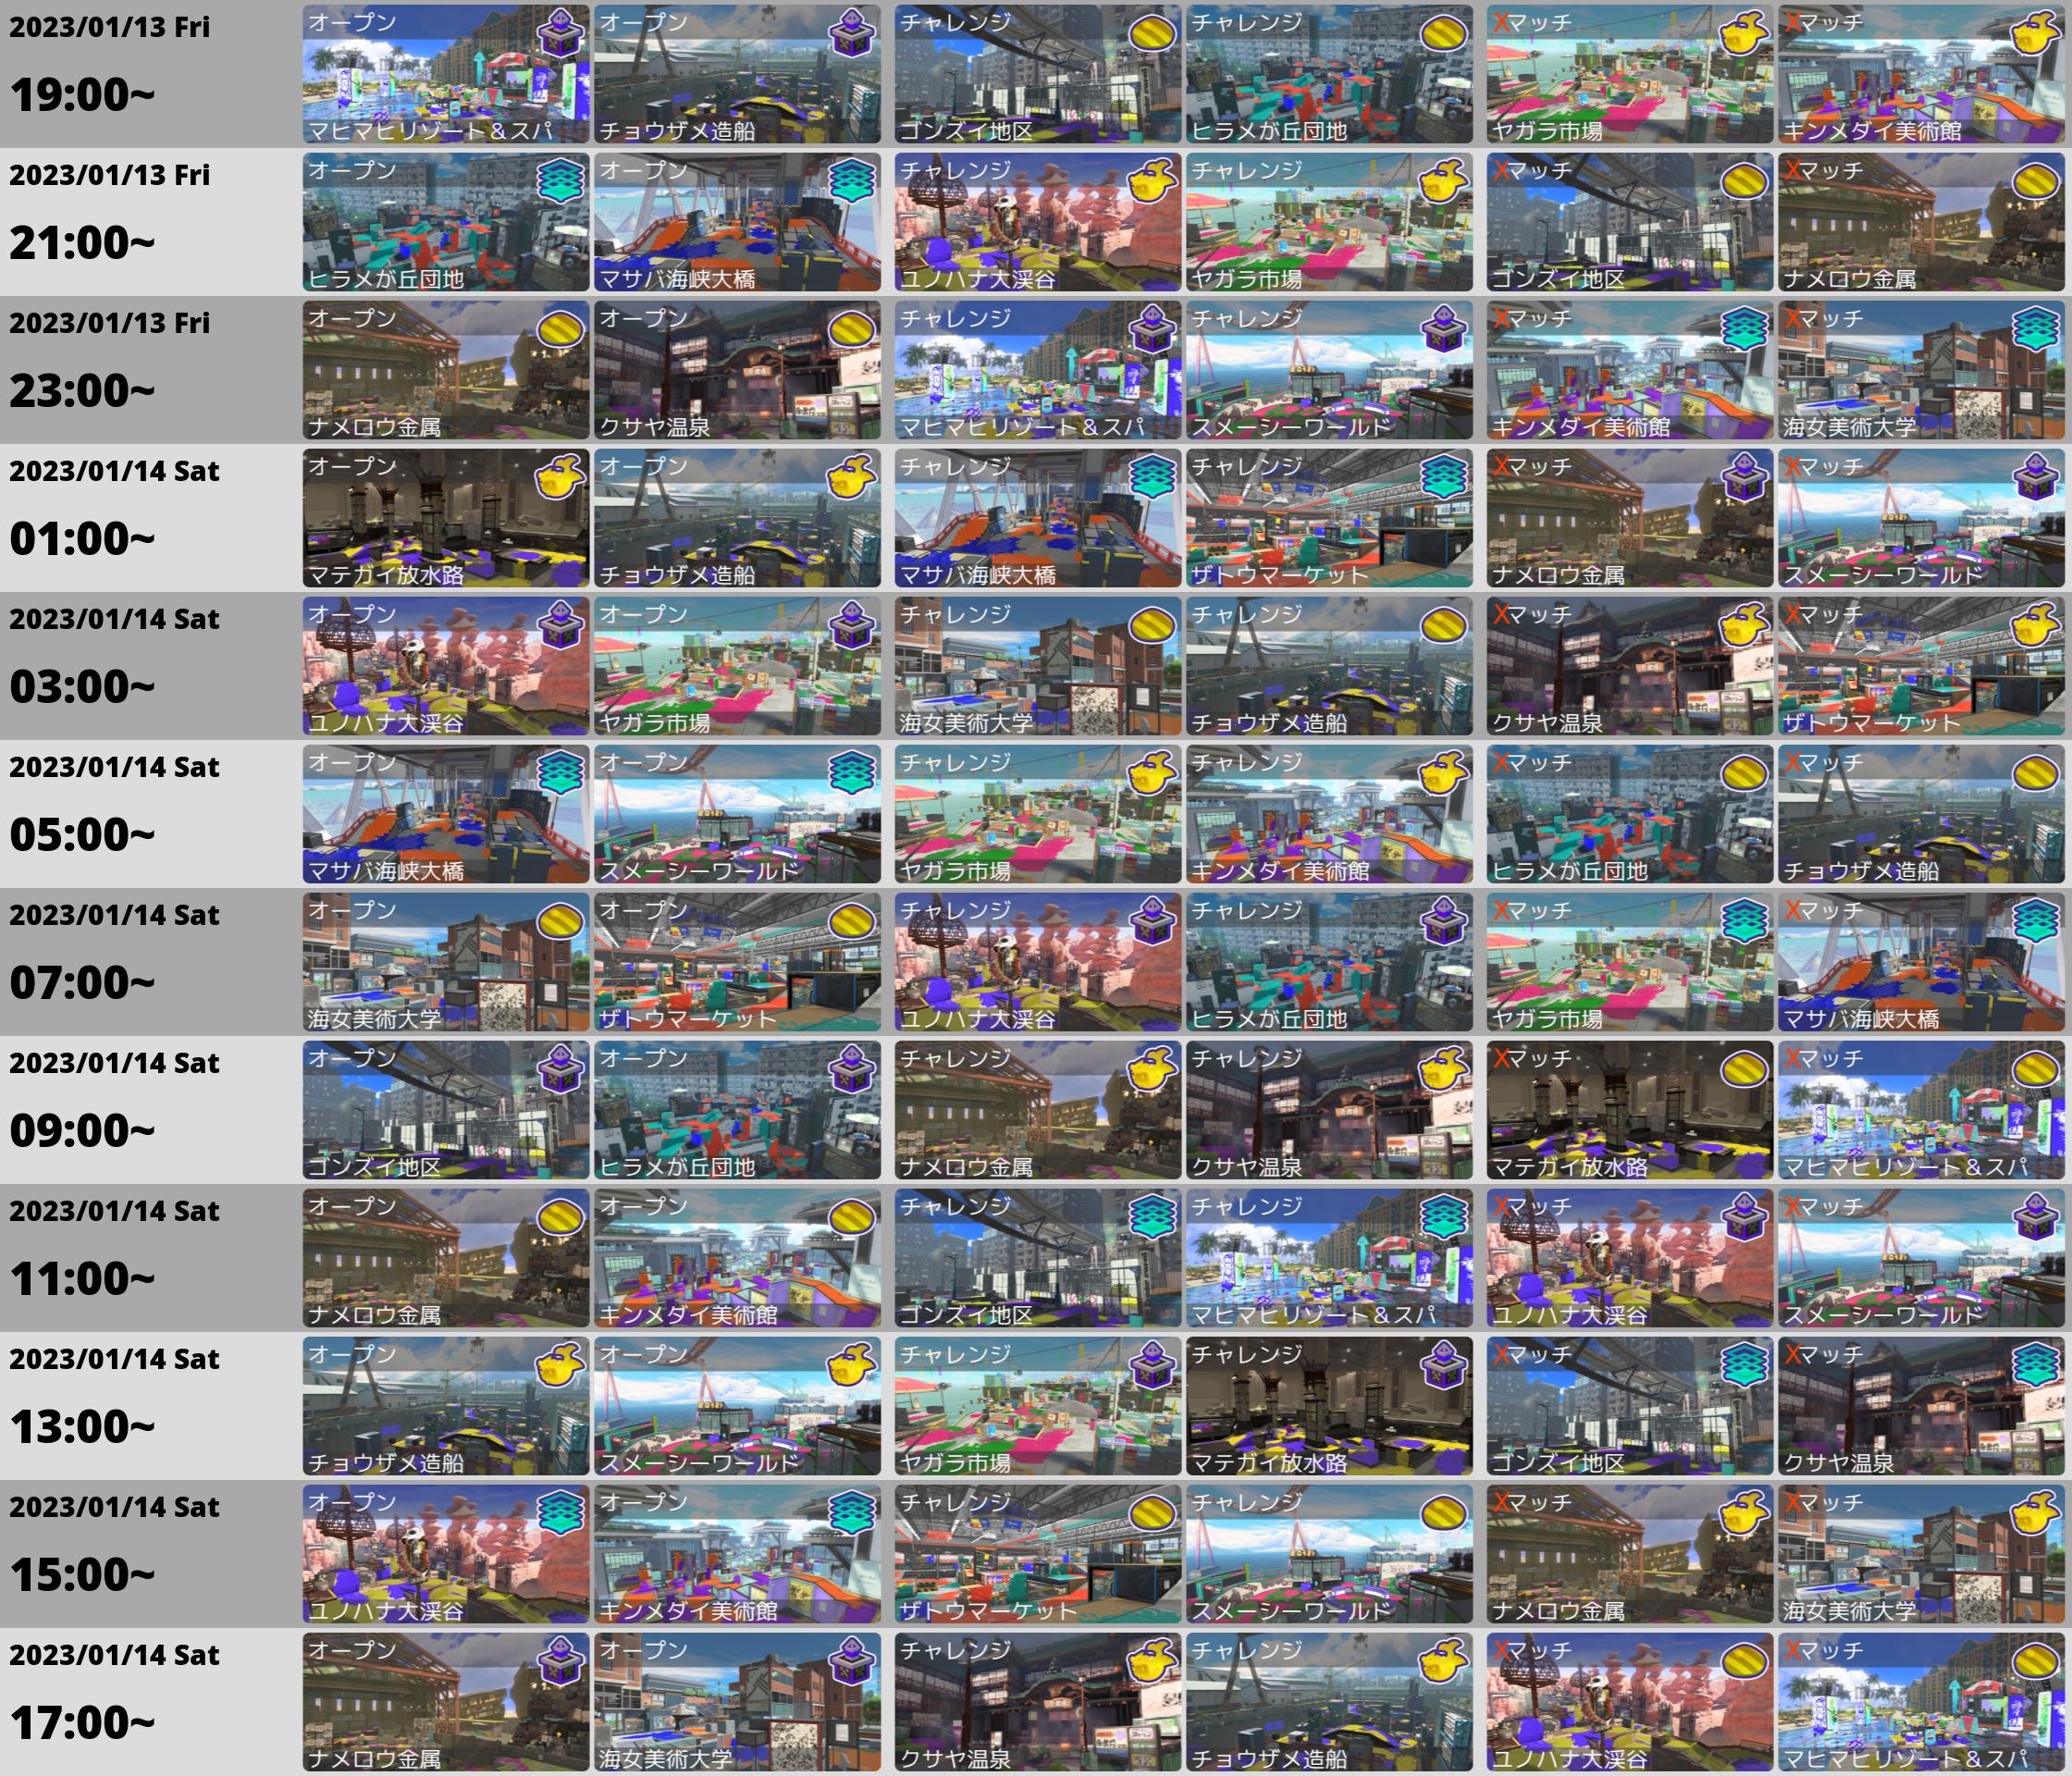 2023/01/13 Fri
19:00~
オープン オープン チャレンジ チャレンジ Xマッチ Xマッチ
マヒマヒリゾート＆スパ チョウザメ造船 ゴンズイ地区 ヒラメが丘団地 ヤガラ市場 キンメダイ美術館
2023/01/13 Fri
21:00~
オープン オープン チャレンジ チャレンジ Xマッチ Xマッチ
ヒラメが丘団地 マサバ海峡大橋 ユノハナ大渓谷 ヤガラ市場 ゴンズイ地区 ナメロウ金属
2023/01/13 Fri
23:00~
オープン オープン チャレンジ チャレンジ Xマッチ Xマッチ
ナメロウ金属 クサヤ温泉 マヒマヒリゾート＆スパ スメーシーワールド キンメダイ美術館 海女美術大学
2023/01/14 Sat
01:00~
オープン オープン チャレンジ チャレンジ Xマッチ Xマッチ
マテガイ放水路 チョウザメ造船 マサバ海峡大橋 ザトウマーケット ナメロウ金属 スメーシーワールド
2023/01/14 Sat
03:00~
オープン オープン チャレンジ チャレンジ Xマッチ Xマッチ
ユノハナ大渓谷 ヤガラ市場 海女美術大学 チョウザメ造船 クサヤ温泉 ザトウマーケット
2023/01/14 Sat
05:00~
オープン オープン チャレンジ チャレンジ Xマッチ Xマッチ
マサバ海峡大橋 スメーシーワールド ヤガラ市場 キンメダイ美術館 ヒラメが丘団地 チョウザメ造船
2023/01/14 Sat
07:00~
オープン オープン チャレンジ チャレンジ Xマッチ Xマッチ
海女美術大学 ザトウマーケット ユノハナ大渓谷 ヒラメが丘団地 ヤガラ市場 マサバ海峡大橋
2023/01/14 Sat
09:00~
オープン オープン チャレンジ チャレンジ Xマッチ Xマッチ
ゴンズイ地区 ヒラメが丘団地 ナメロウ金属 クサヤ温泉 マテガイ放水路 マヒマヒリゾート＆スパ
2023/01/14 Sat
11:00~
オープン オープン チャレンジ チャレンジ Xマッチ Xマッチ
ナメロウ金属 キンメダイ美術館 ゴンズイ地区 マヒマヒリゾート＆スパ ユノハナ大渓谷 スメーシーワールド
2023/01/14 Sat
13:00~
オープン オープン チャレンジ チャレンジ Xマッチ Xマッチ
チョウザメ造船 スメーシーワールド ヤガラ市場 マテガイ放水路 ゴンズイ地区 クサヤ温泉
2023/01/14 Sat
15:00~
オープン オープン チャレンジ チャレンジ Xマッチ Xマッチ
ユノハナ大渓谷 キンメダイ美術館 ザトウマーケット スメーシーワールド ナメロウ金属 海女美術大学
2023/01/14 Sat
17:00~
オープン オープン チャレンジ チャレンジ Xマッチ Xマッチ
ナメロウ金属 海女美術大学 クサヤ温泉 チョウザメ造船 ユノハナ大渓谷 マヒマヒリゾート＆スパ